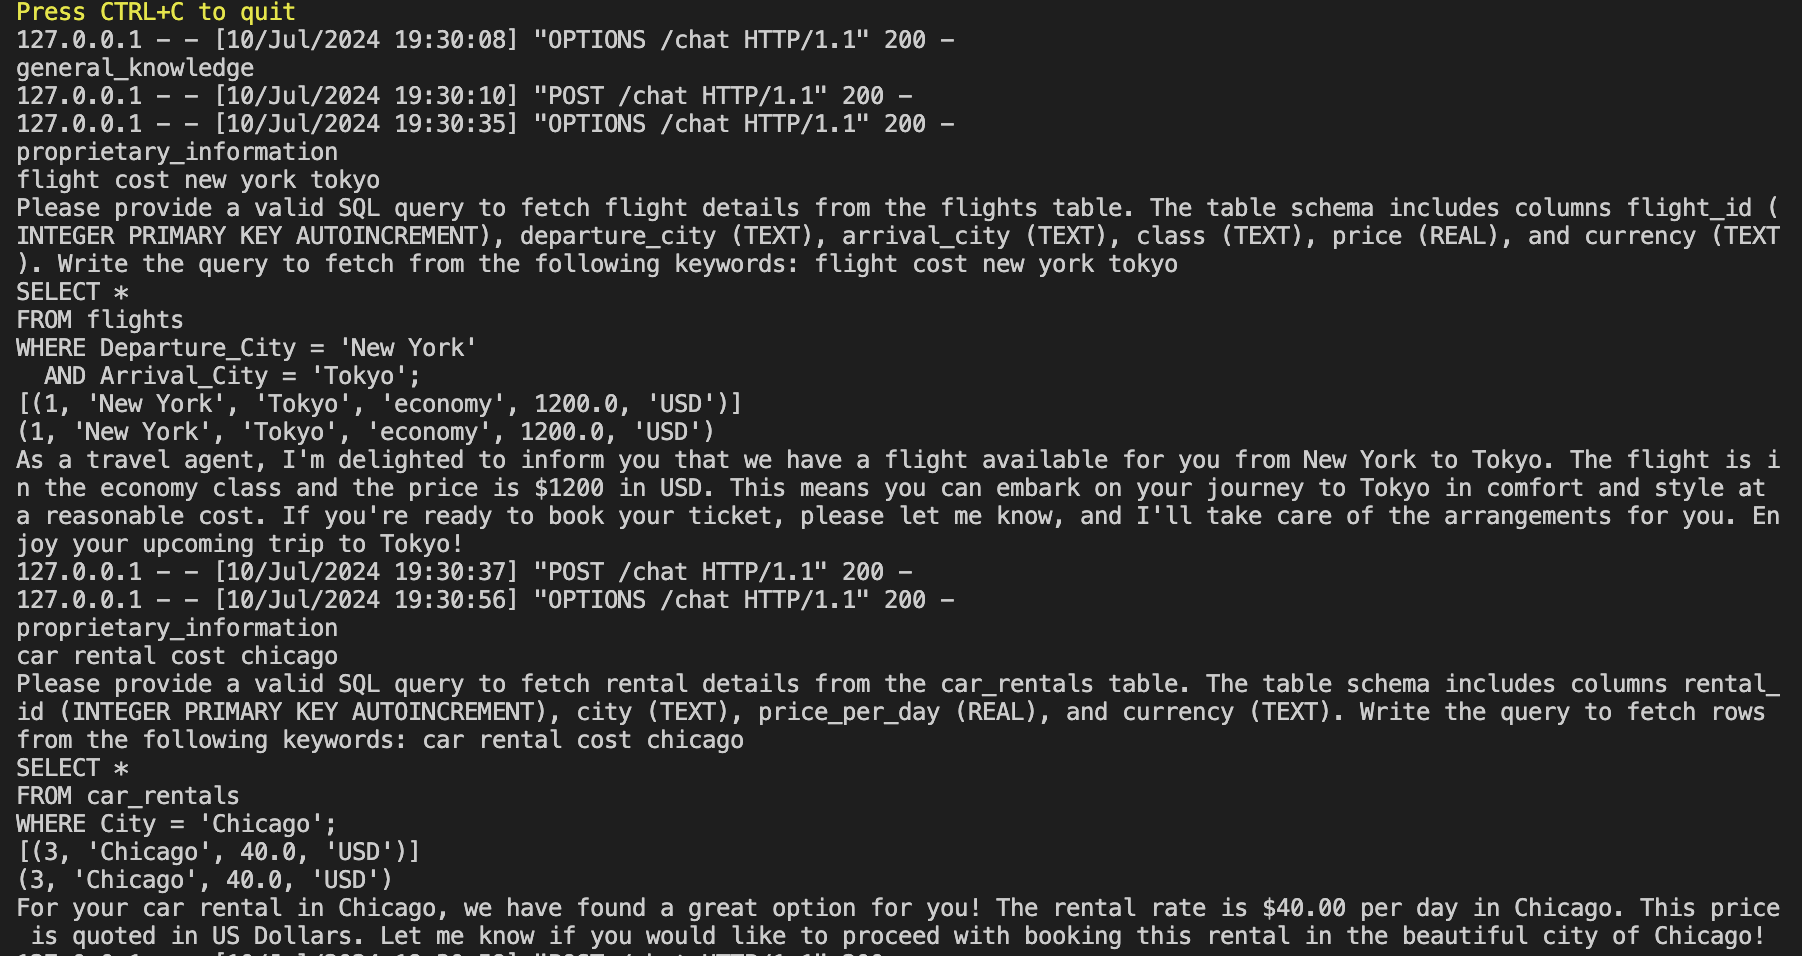 Press CTRL+C to quit
127.0.0.1 – – [10/Jul/2024 19:30:08] "OPTIONS /chat HTTP/1.1" 200 –
general_knowledge
127.0.0.1 – – [10/Jul/2024 19:30:10] "POST /chat HTTP/1.1" 200 –
127.0.0.1 – – [10/Jul/2024 19:30:35] "OPTIONS /chat HTTP/1.1" 200 –
proprietary_information
flight cost new york tokyo
Please provide a valid SQL query to fetch flight details from the flights table. The table schema includes columns flight_id (
INTEGER PRIMARY KEY AUTOINCREMENT), departure_city (TEXT), arrival_city (TEXT), class (TEXT), price (REAL), and currency (TEXT
). Write the query to fetch from the following keywords: flight cost new york tokyo
SELECT *
FROM flights
WHERE Departure_City = 'New York'
  AND Arrival_City = 'Tokyo';
[(1, 'New York', 'Tokyo', 'economy', 1200.0, 'USD')]
(1, 'New York', 'Tokyo', 'economy', 1200.0, 'USD')
As a travel agent, I'm delighted to inform you that we have a flight available for you from New York to Tokyo. The flight is i
n the economy class and the price is $1200 in USD. This means you can embark on your journey to Tokyo in comfort and style at
a reasonable cost. If you're ready to book your ticket, please let me know, and I'll take care of the arrangements for you. En
joy your upcoming trip to Tokyo!
127.0.0.1 – – [10/Jul/2024 19:30:37] "POST /chat HTTP/1.1" 200 –
127.0.0.1 – – [10/Jul/2024 19:30:56] "OPTIONS /chat HTTP/1.1" 200 –
proprietary_information
car rental cost chicago
Please provide a valid SQL query to fetch rental details from the car_rentals table. The table schema includes columns rental_
id (INTEGER PRIMARY KEY AUTOINCREMENT), city (TEXT), price_per_day (REAL), and currency (TEXT). Write the query to fetch rows
from the following keywords: car rental cost chicago
SELECT *
FROM car_rentals
WHERE City = 'Chicago';
[(3, 'Chicago', 40.0, 'USD')]
(3, 'Chicago', 40.0, 'USD')
For your car rental in Chicago, we have found a great option for you! The rental rate is $40.00 per day in Chicago. This price
 is quoted in US Dollars. Let me know if you would like to proceed with booking this rental in the beautiful city of Chicago!